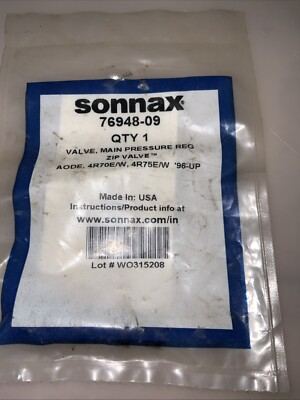 sonnax®
76948-09
QTY 1
VALVE, MAIN PRESSURE REG
ZIP VALVE™
AODE, 4R70E/W, 4R75E/W '96-UP
Made In: USA
Instructions/Product info at
www.sonnax.com/in
Lot # WO315208